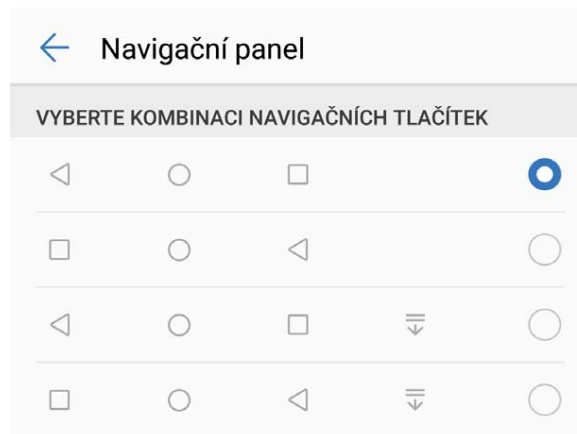 Navigační panel
VYBERTE KOMBINACI NAVIGAČNÍCH TLAČÍTEK